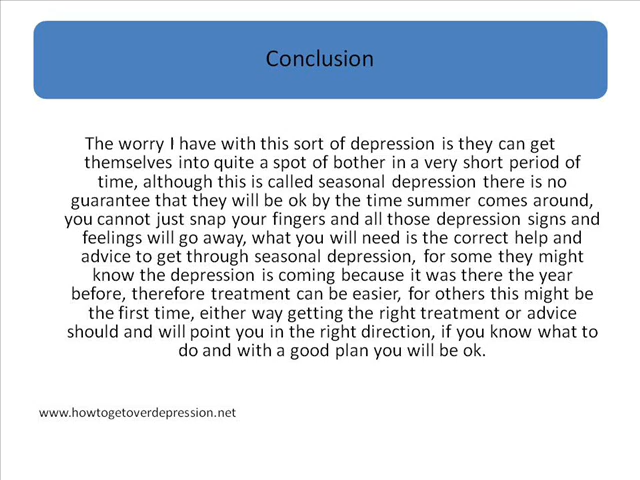 Conclusion
The worry I have with this sort of depression is they can get
themselves into quite a spot of bother in a very short period of
time, although this is called seasonal depression there is no
guarantee that they will be ok by the time summer comes around,
you cannot just snap your fingers and all those depression signs and
feelings will go away, what you will need is the correct help and
advice to get through seasonal depression, for some they might
know the depression is coming because it was there the year
before, therefore treatment can be easier, for others this might be
the first time, either way getting the right treatment or advice
should and will point you in the right direction, if you know what to
do and with a good plan you will be ok.
www.howtogetoverdepression.net